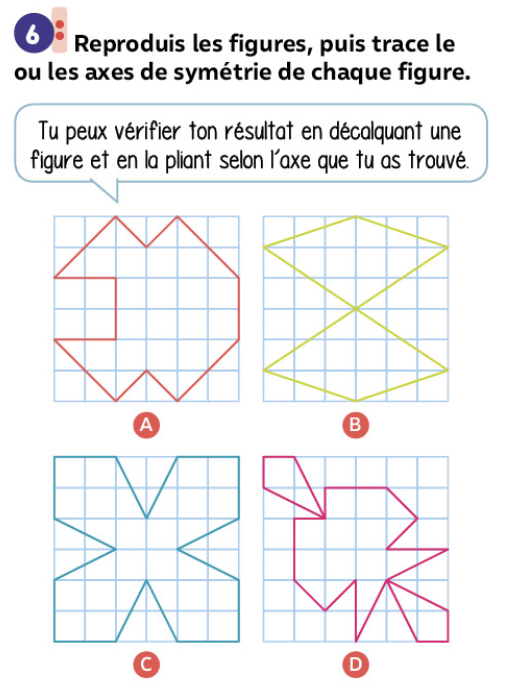 6 Reproduis les figures, puis trace le
ou les axes de symétrie de chaque figure.
Tu peux vérifier ton résultat en décalquant une
figure et en la pliant selon l'axe que tu as trouvé.
A
B
C
D